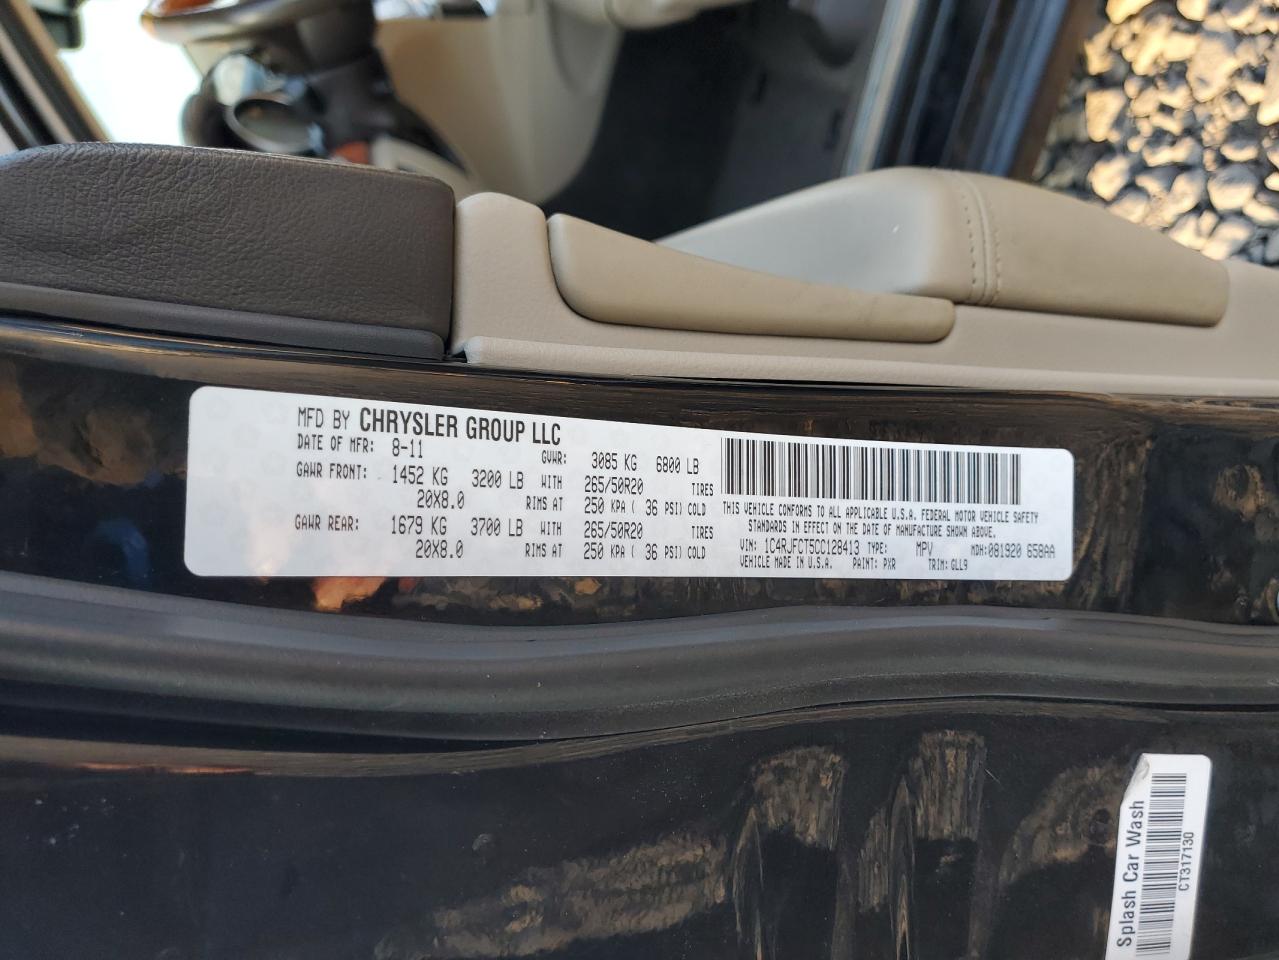 MFD BY CHRYSLER GROUP LLC
DATE OF MFR: 8-11 GVWR: 3085 KG 6800 LB
GAWR FRONT: 1452 KG 3200 LB WITH 265/50R20 TIRES
20X8.0 RIMS AT 250 KPA ( 36 PSI) COLD
GAWR REAR: 1679 KG 3700 LB WITH 265/50R20 TIRES
20X8.0 RIMS AT 250 KPA ( 36 PSI) COLD
THIS VEHICLE CONFORMS TO ALL APPLICABLE U.S.A. FEDERAL MOTOR VEHICLE SAFETY
STANDARDS IN EFFECT ON THE DATE OF MANUFACTURE SHOWN ABOVE.
VIN: 1C4RJFCT5CC128413 TYPE: MPV MDH:081920 658AA
VEHICLE MADE IN U.S.A. PAINT: PXR TRIM: GLL9
Splash Car Wash
CT317130